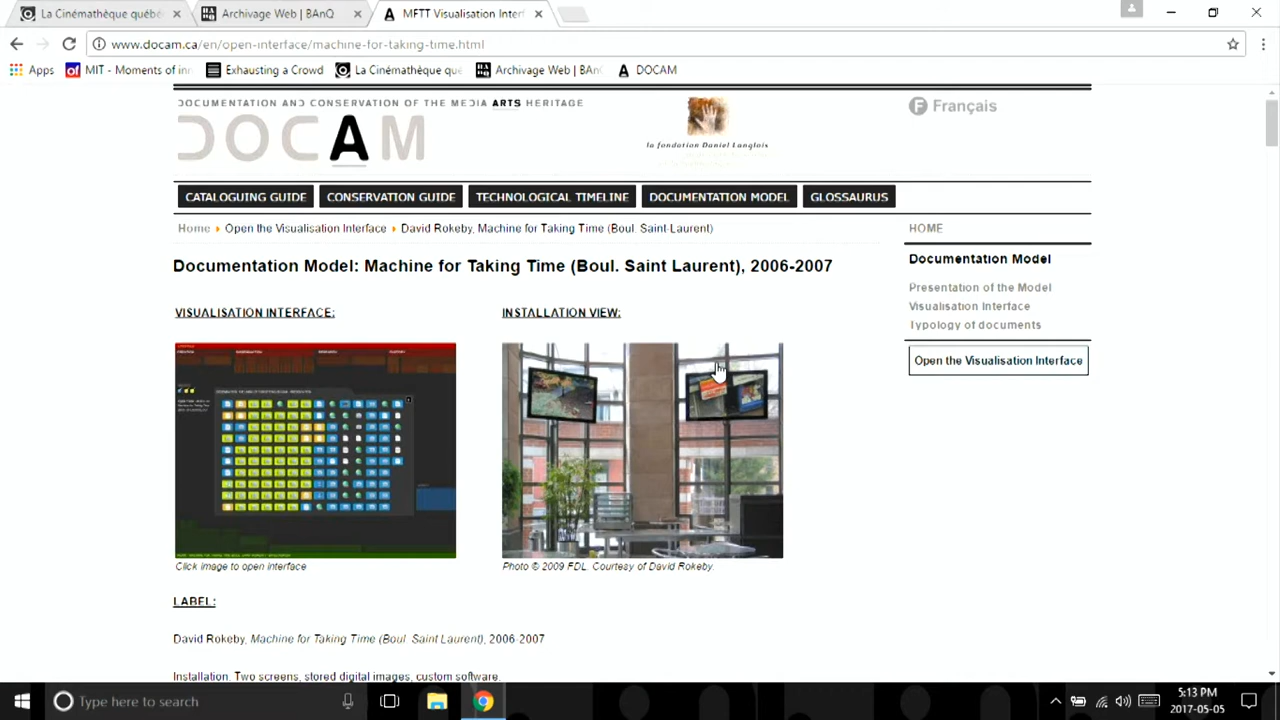 La Cinémathèque québé
Archivage Web | BAnQ
MFTT Visualisation Interf
www.docam.ca/en/open-interface/machine-for-taking-time.html
Apps
MIT - Moments of inn
Exhausting a Crowd
La Cinémathèque qu
Archivage Web | BAn
DOCAM
DOCUMENTATION AND CONSERVATION OF THE MEDIA ARTS HERITAGE
DOCAM
la fondation Daniel Langlois
F Français
CATALOGUING GUIDE
CONSERVATION GUIDE
TECHNOLOGICAL TIMELINE
DOCUMENTATION MODEL
GLOSSAURUS
Home Open the Visualisation Interface David Rokeby, Machine for Taking Time (Boul. Saint-Laurent)
HOME
Documentation Model
Presentation of the Model
Visualisation Interface
Typology of documents
Open the Visualisation Interface
Documentation Model: Machine for Taking Time (Boul. Saint Laurent), 2006-2007
VISUALISATION INTERFACE:
INSTALLATION VIEW:
Click image to open interface
Photo © 2009 FDL. Courtesy of David Rokeby.
LABEL:
David Rokeby, Machine for Taking Time (Boul. Saint Laurent), 2006-2007
Installation. Two screens, stored digital images, custom software.
Type here to search
5:13 PM
2017-05-05